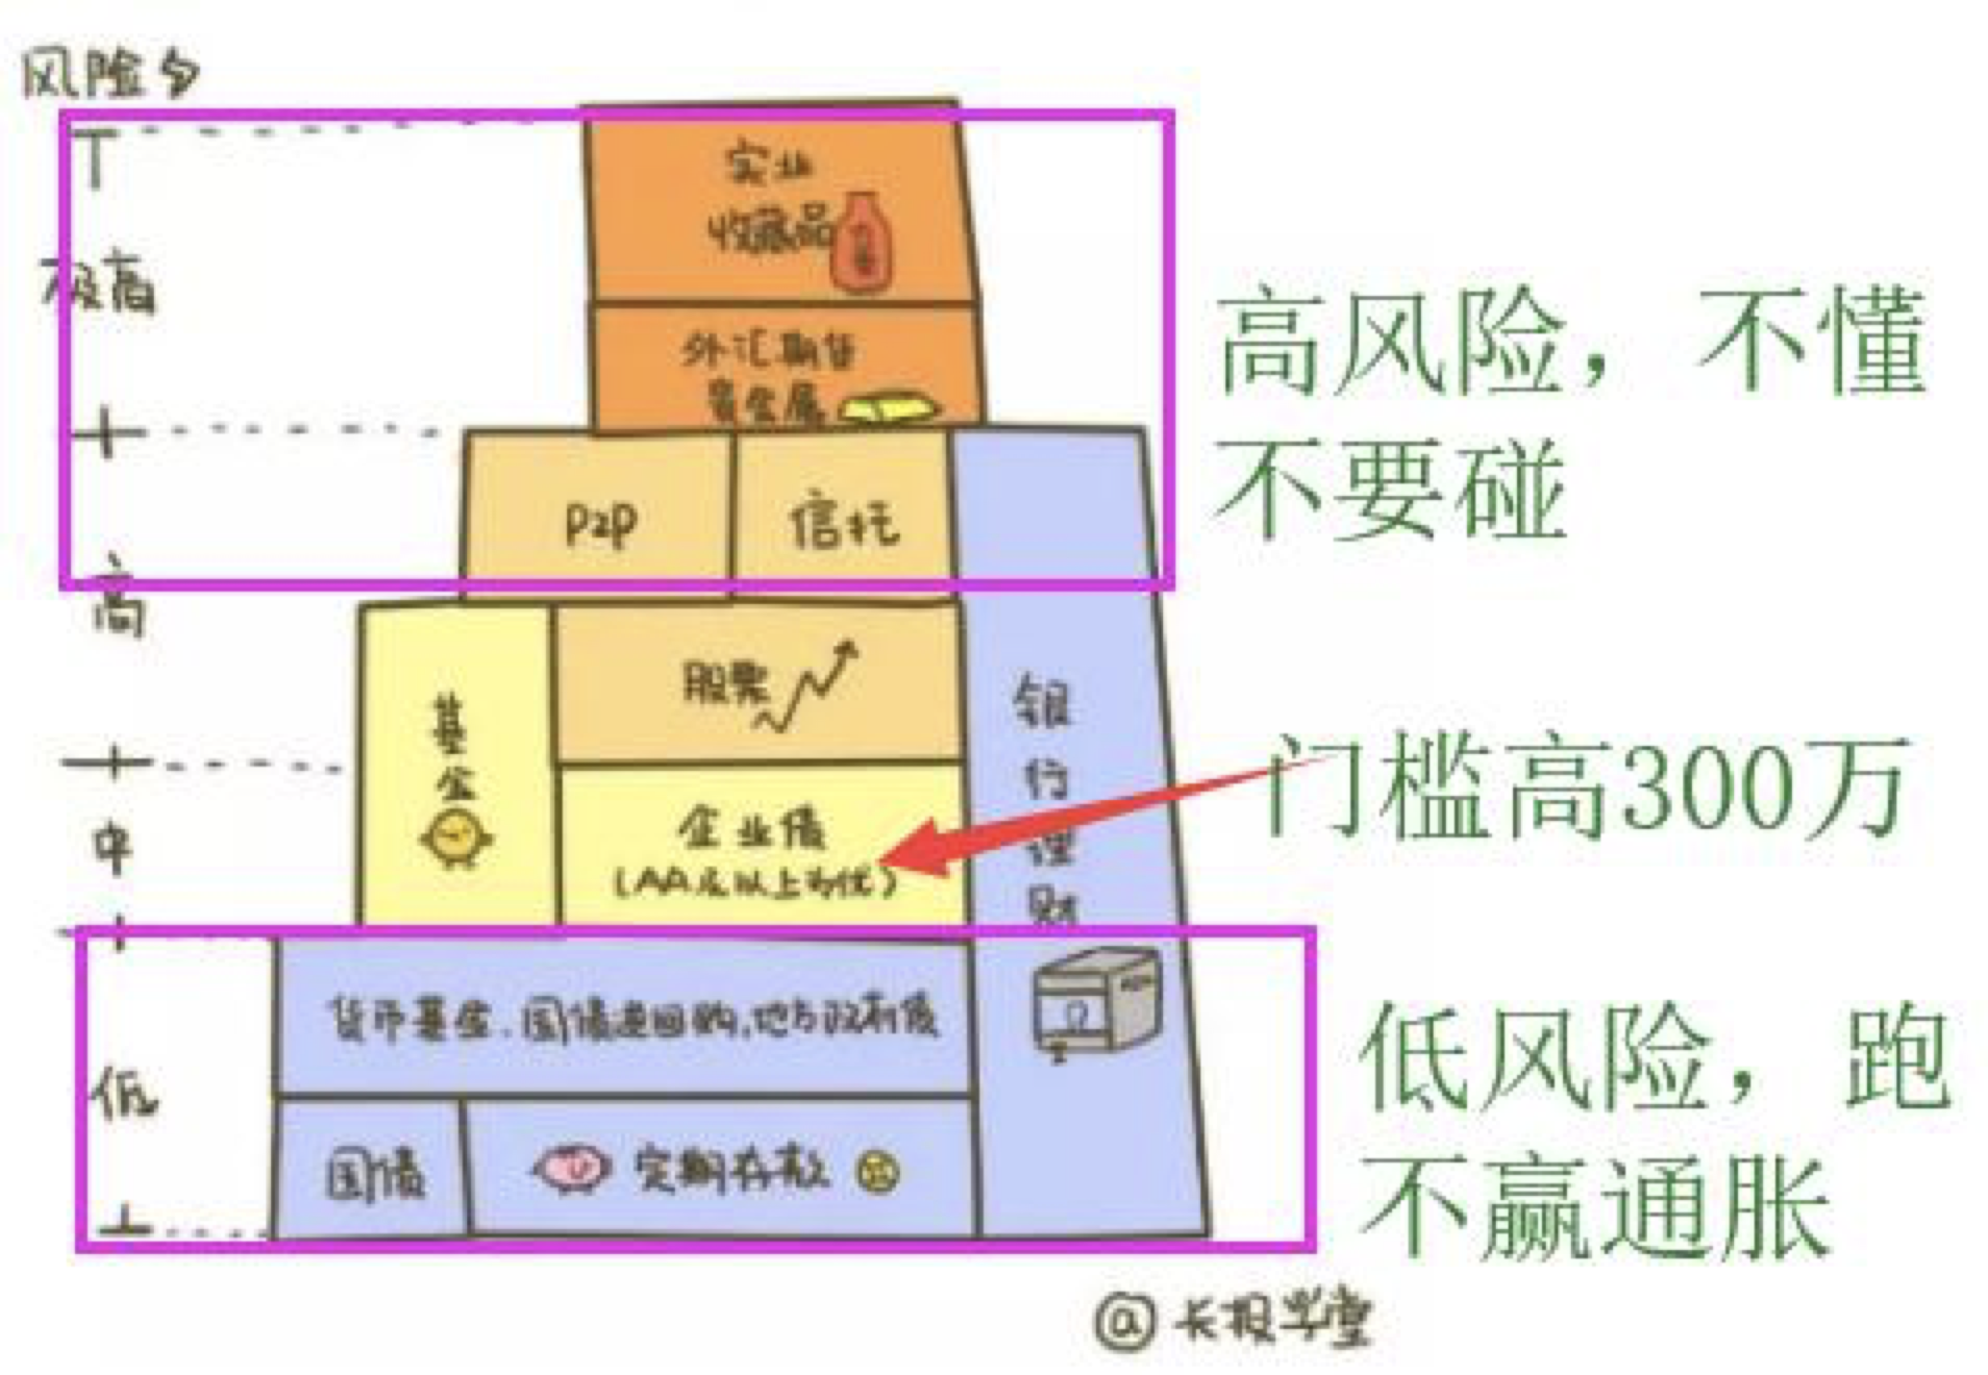 风险
极高
实业
收藏品
外汇期货
贵金属
高风险，不懂
不要碰
高
P2P
信托
股票
基金
银行理财
门槛高300万
中
企业债
(AA及以上为优)
低
货币基金、国债逆回购,地方政府债
国债
定期存款
低风险，跑
不赢通胀
@长投学堂